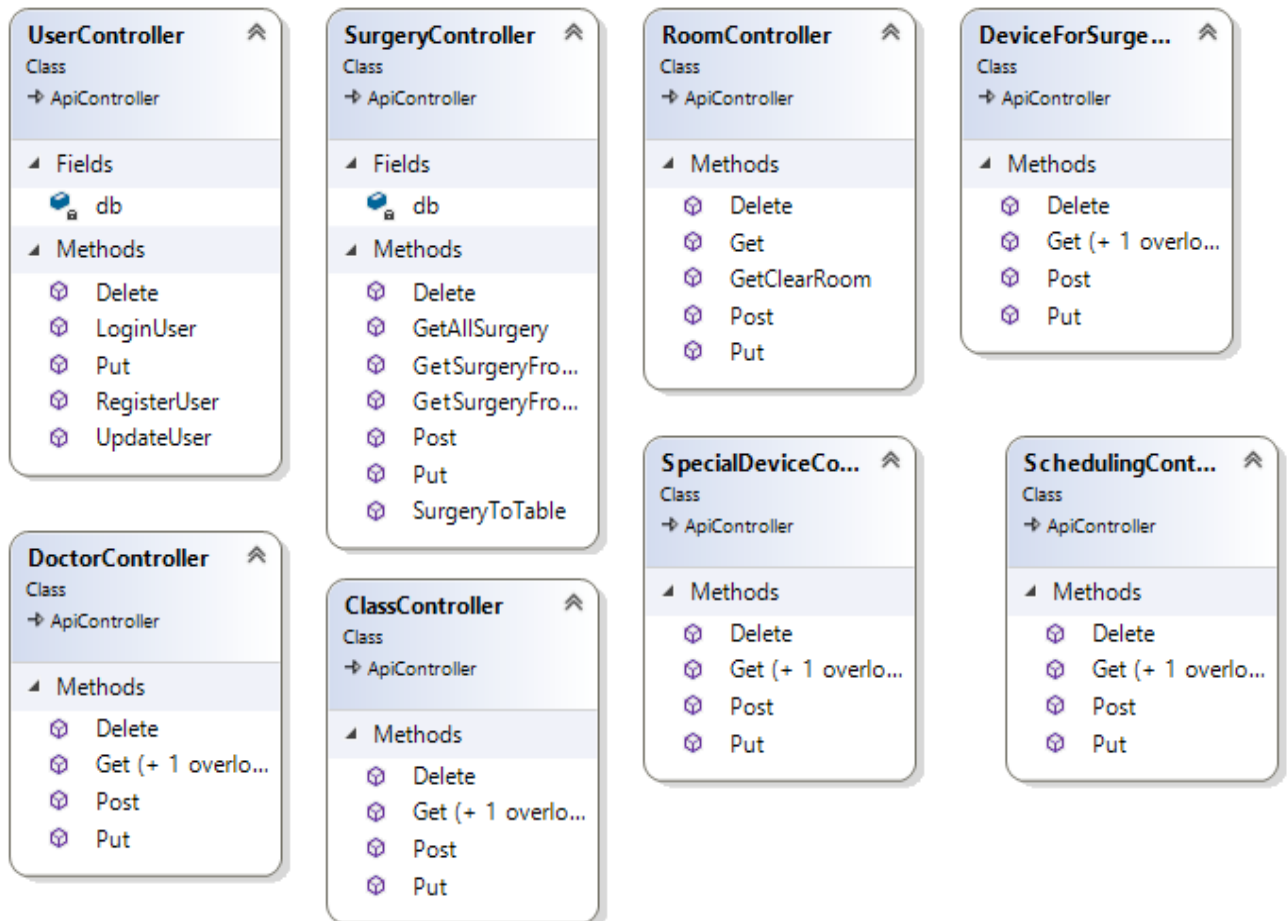 UserController
Class
ApiController
Fields
db
Methods
Delete
LoginUser
Put
RegisterUser
UpdateUser
SurgeryController
Class
ApiController
Fields
db
Methods
Delete
GetAllSurgery
GetSurgeryFro...
GetSurgeryFro...
Post
Put
SurgeryToTable
RoomController
Class
ApiController
Methods
Delete
Get
GetClearRoom
Post
Put
DeviceForSurge...
Class
ApiController
Methods
Delete
Get (+ 1 overlo...
Post
Put
DoctorController
Class
ApiController
Methods
Delete
Get (+ 1 overlo...
Post
Put
ClassController
Class
ApiController
Methods
Delete
Get (+ 1 overlo...
Post
Put
SpecialDeviceCo...
Class
ApiController
Methods
Delete
Get (+ 1 overlo...
Post
Put
SchedulingCont...
Class
ApiController
Methods
Delete
Get (+ 1 overlo...
Post
Put